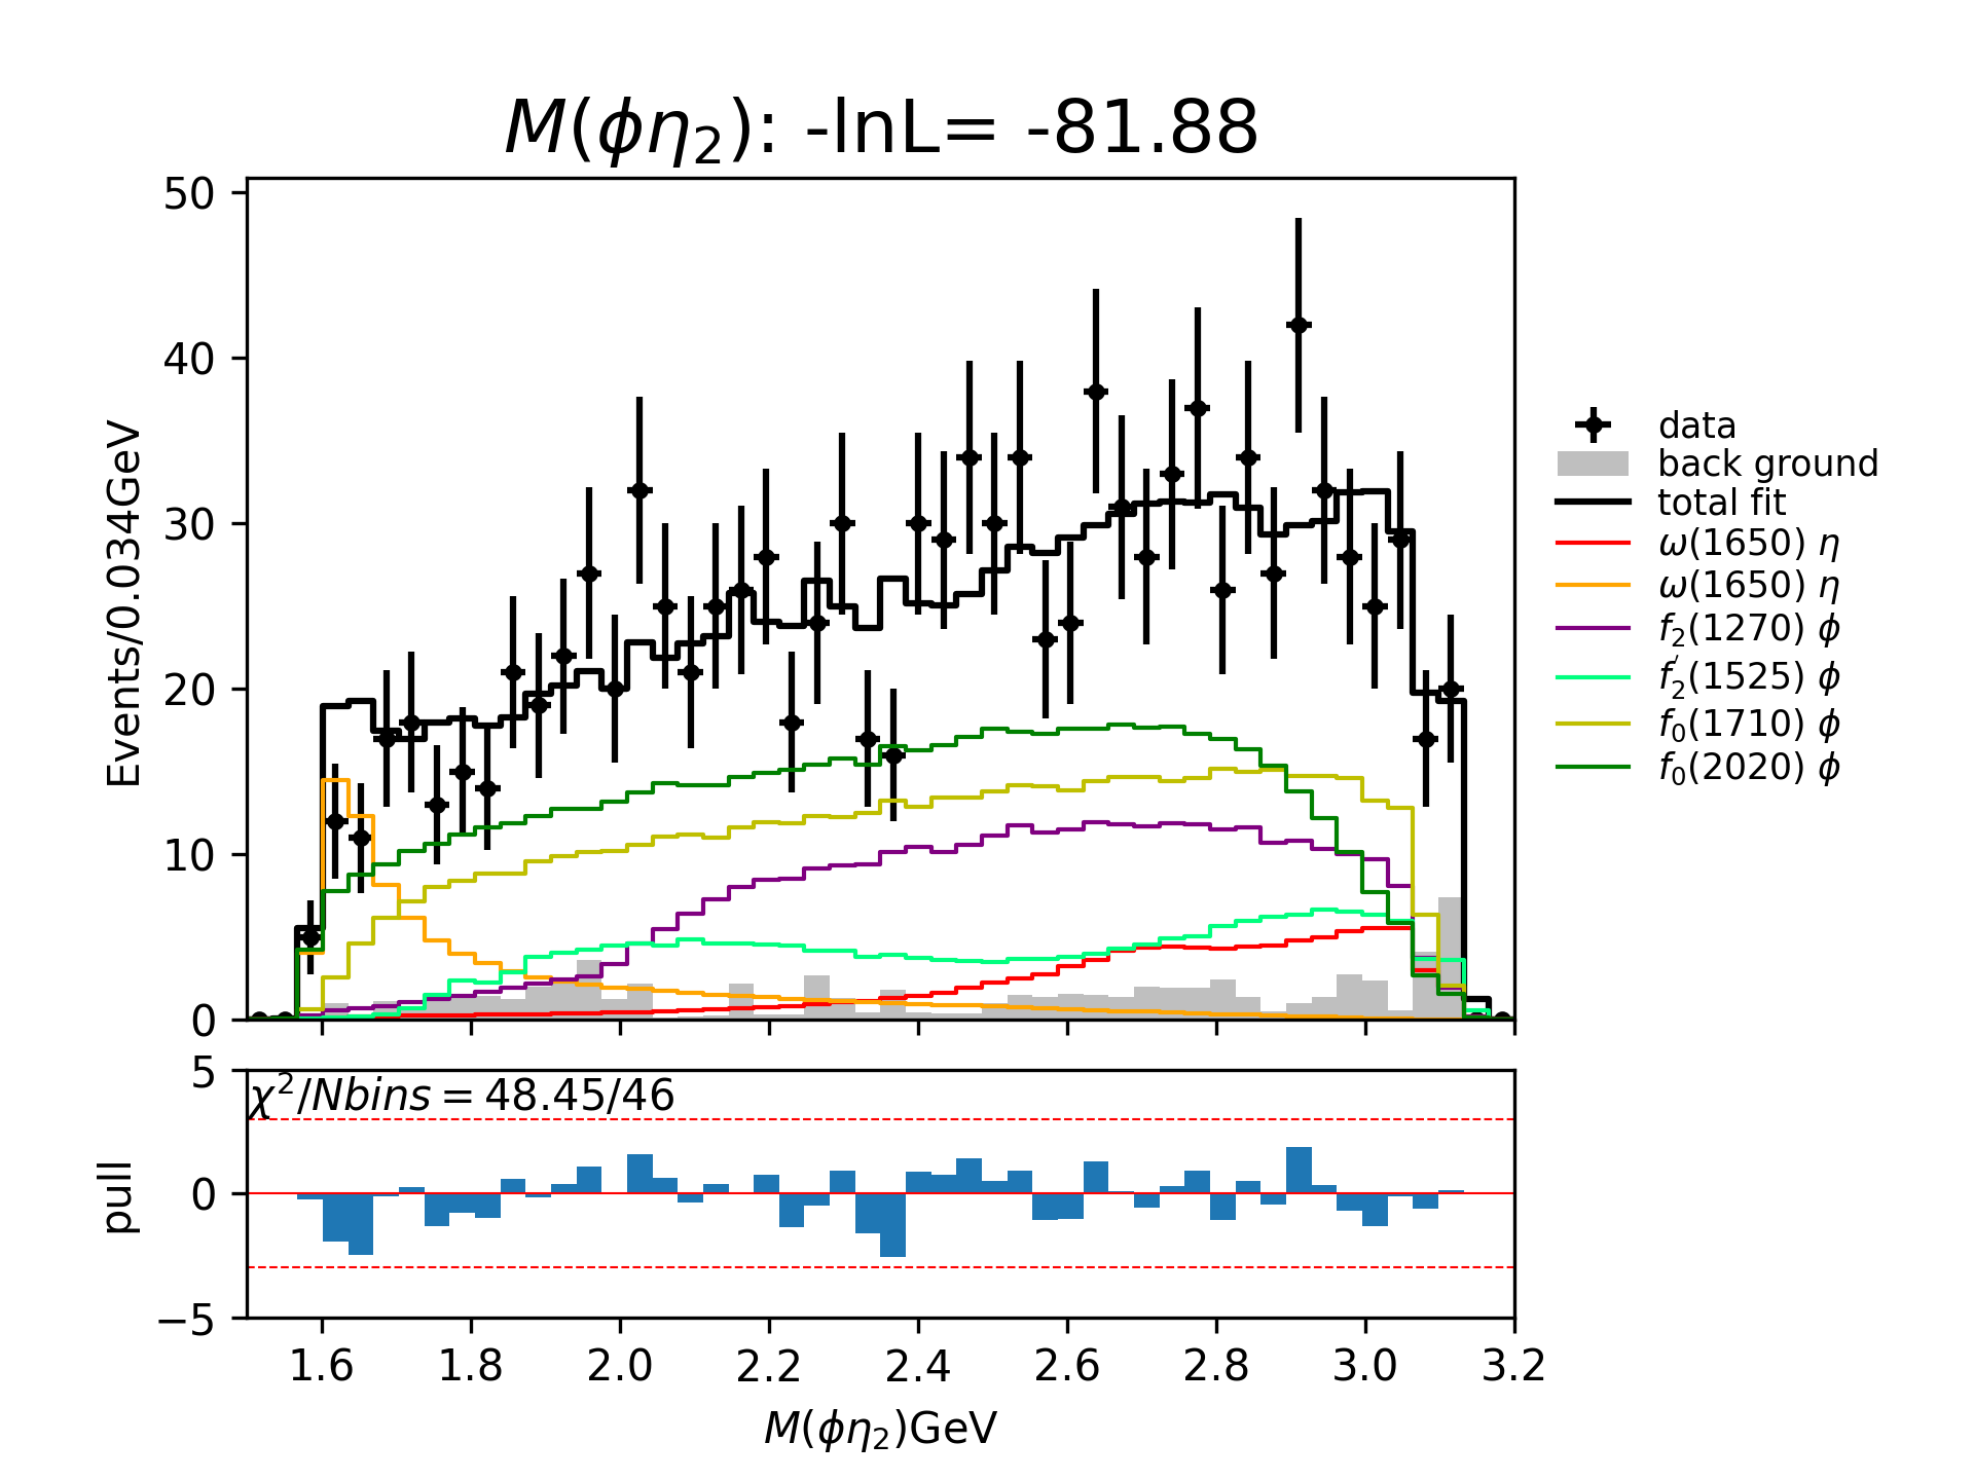 M(ϕη₂): -lnL= -81.88
50
40
30
20
10
0
Events/0.034GeV
data
back ground
total fit
ω(1650) η
ω(1650) η
f₂(1270) ϕ
f₂′(1525) ϕ
f₀(1710) ϕ
f₀(2020) ϕ
χ²/Nbins = 48.45/46
5
0
−5
pull
1.6 1.8 2.0 2.2 2.4 2.6 2.8 3.0 3.2
M(ϕη₂)GeV